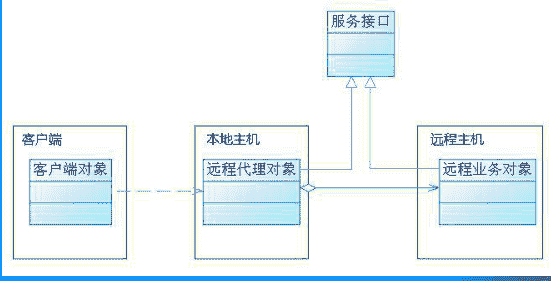 服务接口
客户端
本地主机
远程主机
客户端对象
远程代理对象
远程业务对象